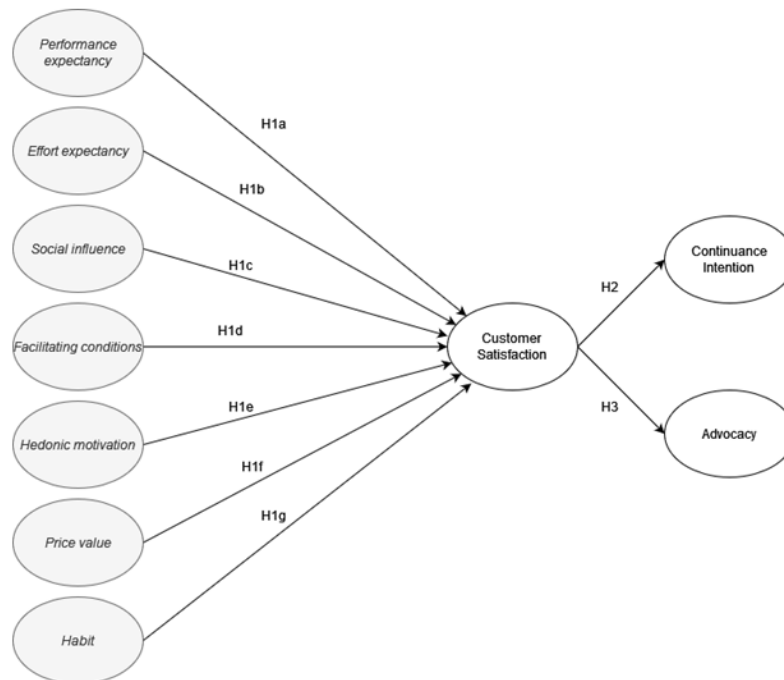 Performance
expectancy
H1a
Effort expectancy
H1b
Social influence
H1c
Continuance
Intention
H2
Facilitating conditions
H1d
Customer
Satisfaction
H1e
H3
Hedonic motivation
Advocacy
H1f
H1g
Price value
Habit